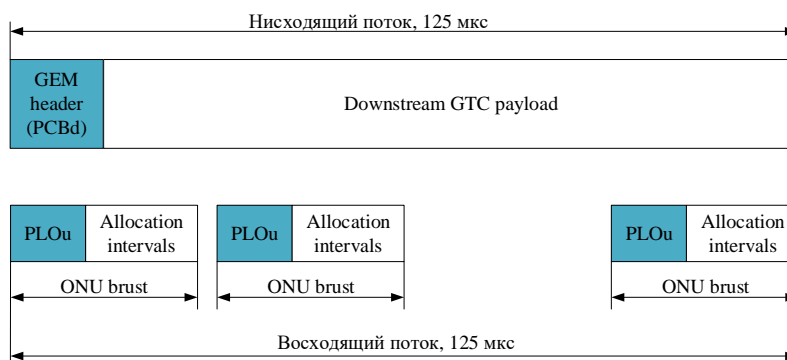 Нисходящий поток, 125 мкс
GEM
header
(PCBd)
Downstream GTC payload
PLOu
Allocation
intervals
PLOu
Allocation
intervals
PLOu
Allocation
intervals
ONU brust
ONU brust
ONU brust
Восходящий поток, 125 мкс